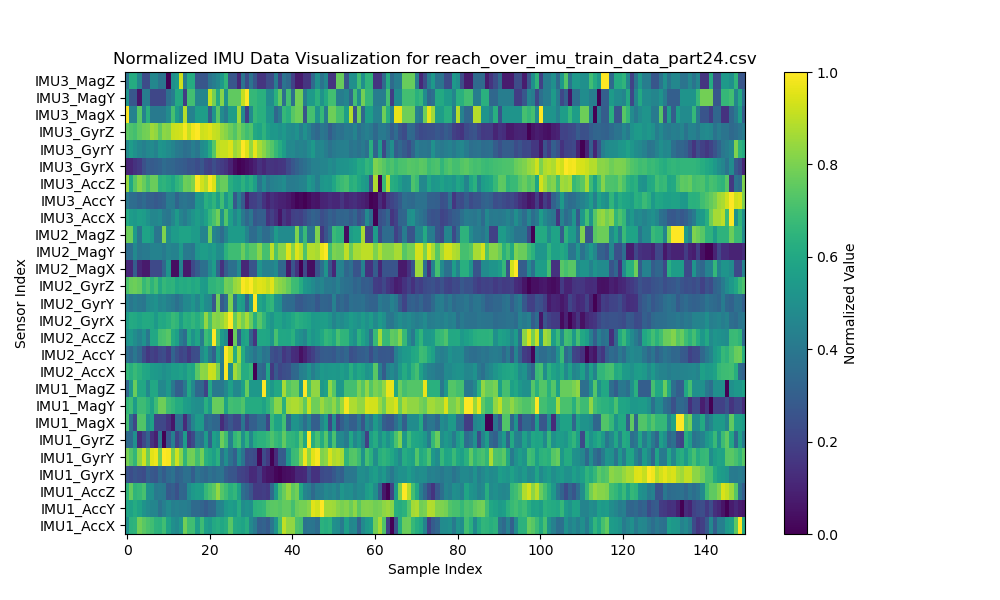 Normalized IMU Data Visualization for reach_over_imu_train_data_part24.csv
IMU3_MagZ
IMU3_MagY
IMU3_MagX
IMU3_GyrZ
IMU3_GyrY
IMU3_GyrX
IMU3_AccZ
IMU3_AccY
IMU3_AccX
IMU2_MagZ
IMU2_MagY
IMU2_MagX
IMU2_GyrZ
IMU2_GyrY
IMU2_GyrX
IMU2_AccZ
IMU2_AccY
IMU2_AccX
IMU1_MagZ
IMU1_MagY
IMU1_MagX
IMU1_GyrZ
IMU1_GyrY
IMU1_GyrX
IMU1_AccZ
IMU1_AccY
IMU1_AccX
Sensor Index
0 20 40 60 80 100 120 140
Sample Index
1.0
0.8
0.6
0.4
0.2
0.0
Normalized Value